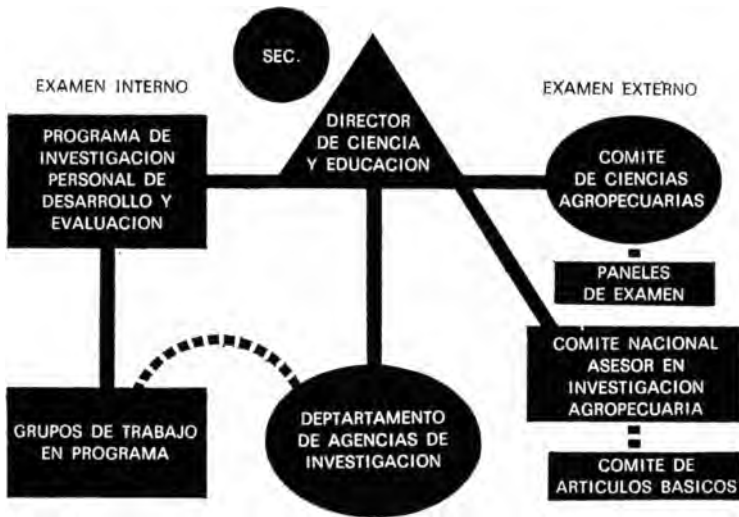 SEC.
EXAMEN INTERNO
EXAMEN EXTERNO
PROGRAMA DE
INVESTIGACION
PERSONAL DE
DESARROLLO Y
EVALUACION
DIRECTOR
DE CIENCIA
Y EDUCACION
COMITE
DE CIENCIAS
AGROPECUARIAS
PANELES
DE EXAMEN
COMITE NACIONAL
ASESOR EN
INVESTIGACION
AGROPECUARIA
GRUPOS DE TRABAJO
EN PROGRAMA
DEPTARTAMENTO
DE AGENCIAS DE
INVESTIGACION
COMITE DE
ARTICULOS BASICOS